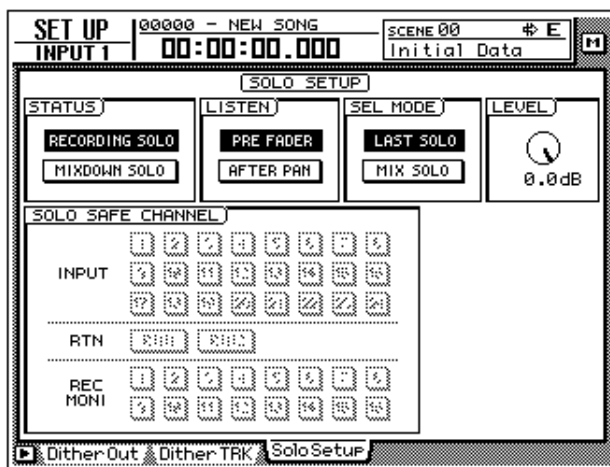 SET UP
INPUT 1
00000 - NEW SONG
00:00:00.000
SCENE 00 E
Initial Data
M
SOLO SETUP
STATUS
RECORDING SOLO
MIXDOWN SOLO
LISTEN
PRE FADER
AFTER PAN
SEL MODE
LAST SOLO
MIX SOLO
LEVEL
0.0dB
SOLO SAFE CHANNEL
INPUT
1 2 3 4 5 6 7 8
9 10 11 12 13 14 15 16
17 18 19 20 21 22 23 24
RTN
REC MONI
1 2 3 4 5 6 7 8
9 10 11 12 13 14 15 16
Dither Out Dither TRK Solo Setup